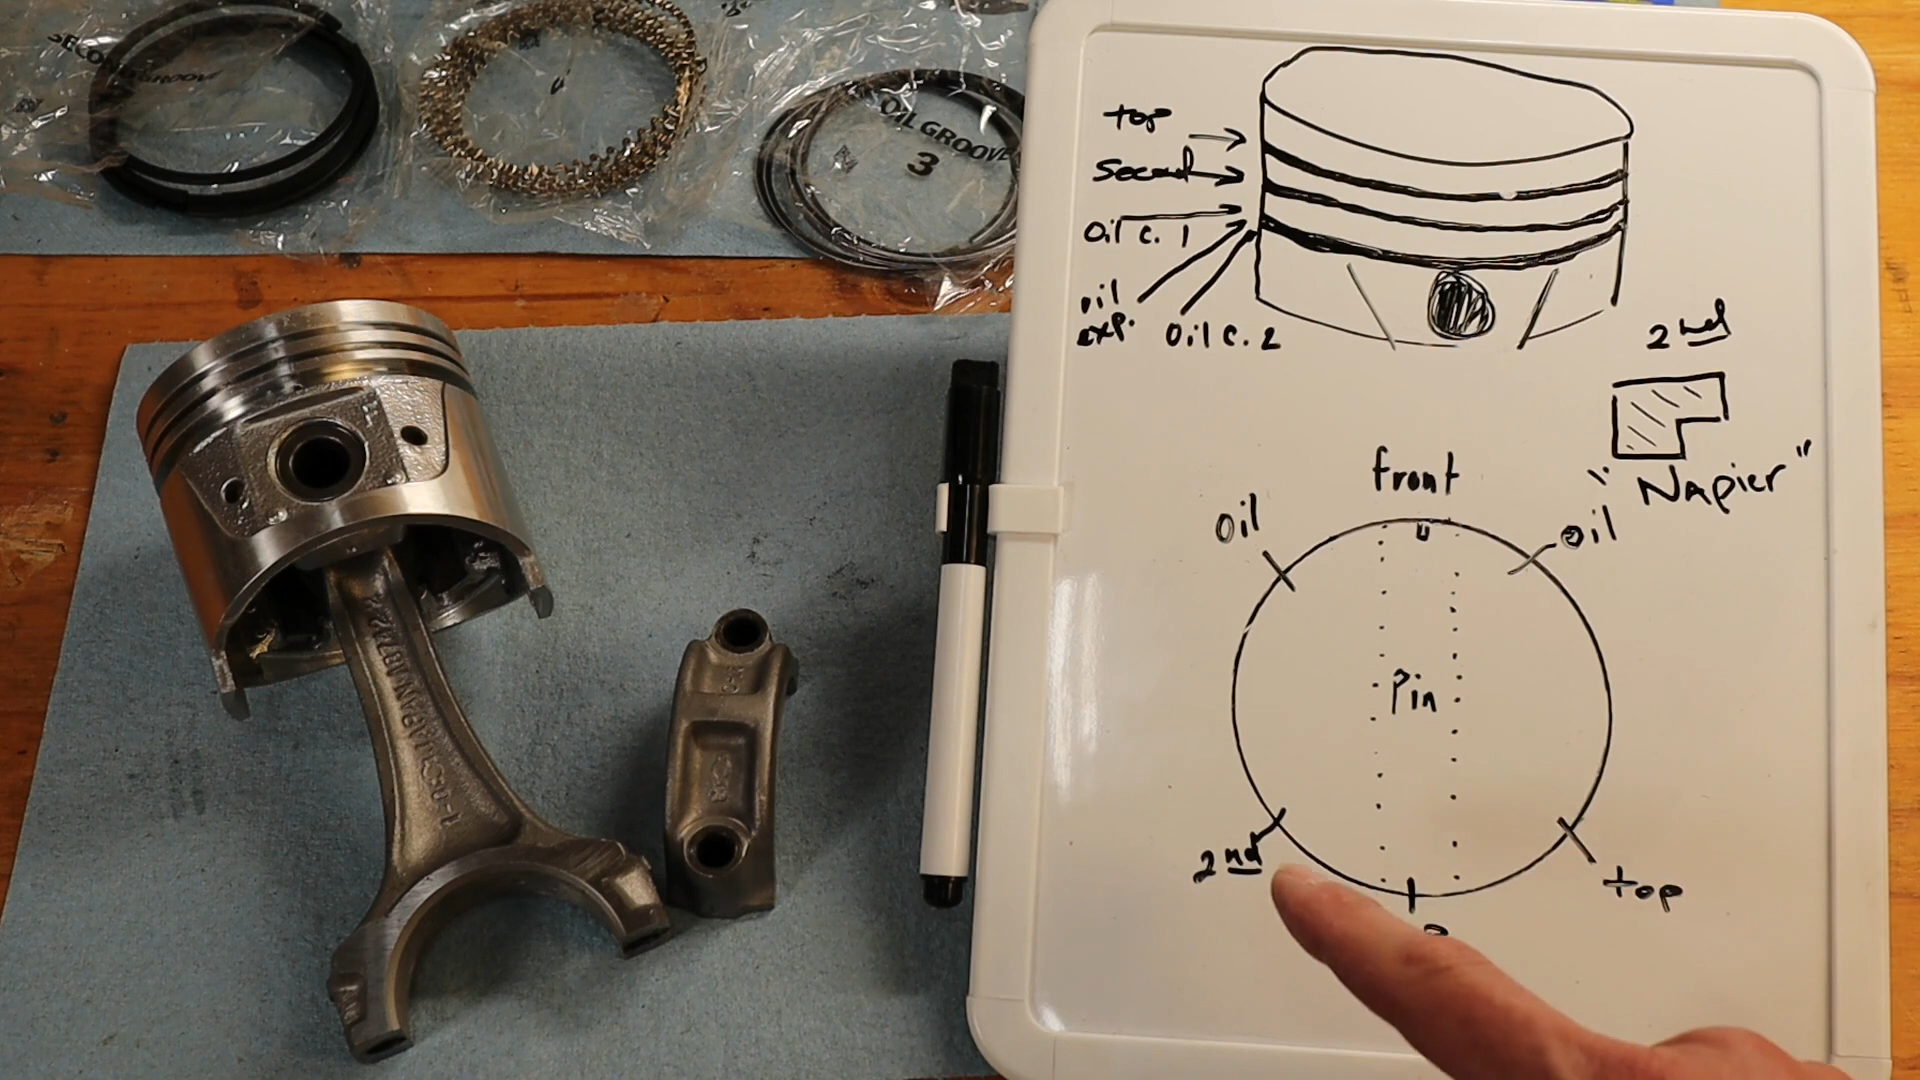 SECOND GROOVE
OIL GROOVE
3
top
Second
Oil c. 1
oil
exp.
Oil c. 2
2nd
"Napier"
front
Oil
Oil
Pin
2nd
top